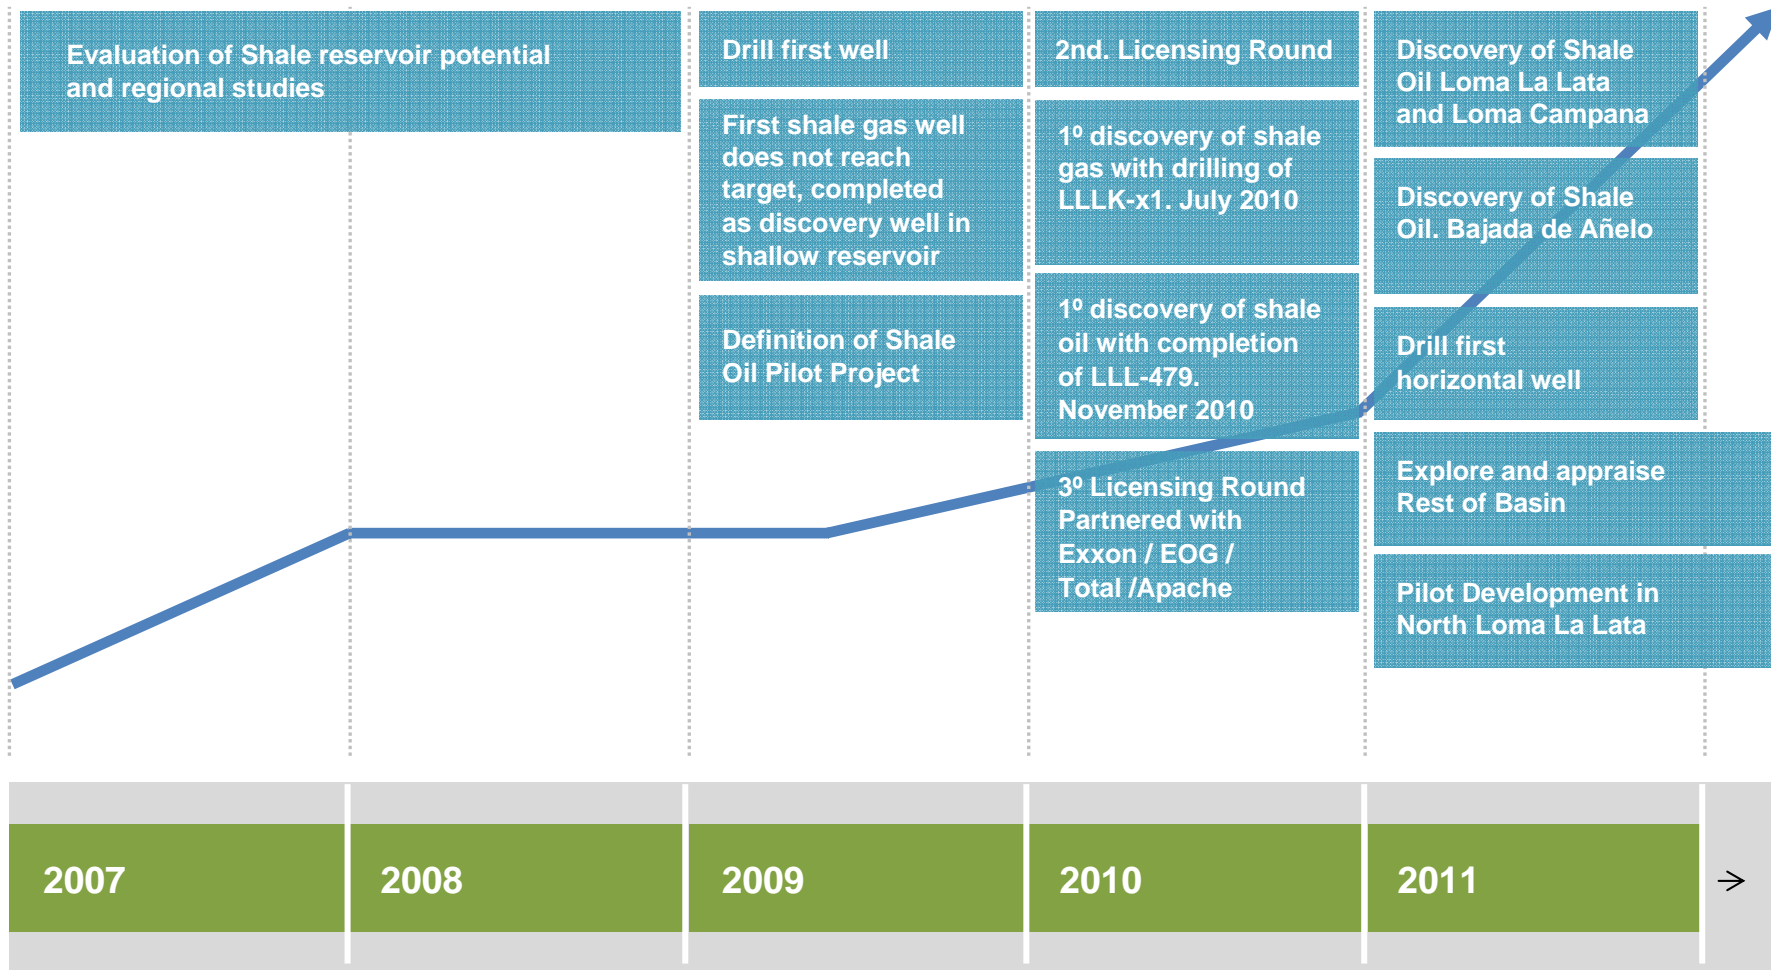 Evaluation of Shale reservoir potential
and regional studies
Drill first well
First shale gas well
does not reach
target, completed
as discovery well in
shallow reservoir
Definition of Shale
Oil Pilot Project
2nd. Licensing Round
1º discovery of shale
gas with drilling of
LLLK-x1. July 2010
1º discovery of shale
oil with completion
of LLL-479.
November 2010
3º Licensing Round
Partnered with
Exxon / EOG /
Total /Apache
Discovery of Shale
Oil Loma La Lata
and Loma Campana
Discovery of Shale
Oil. Bajada de Añelo
Drill first
horizontal well
Explore and appraise
Rest of Basin
Pilot Development in
North Loma La Lata
2007
2008
2009
2010
2011